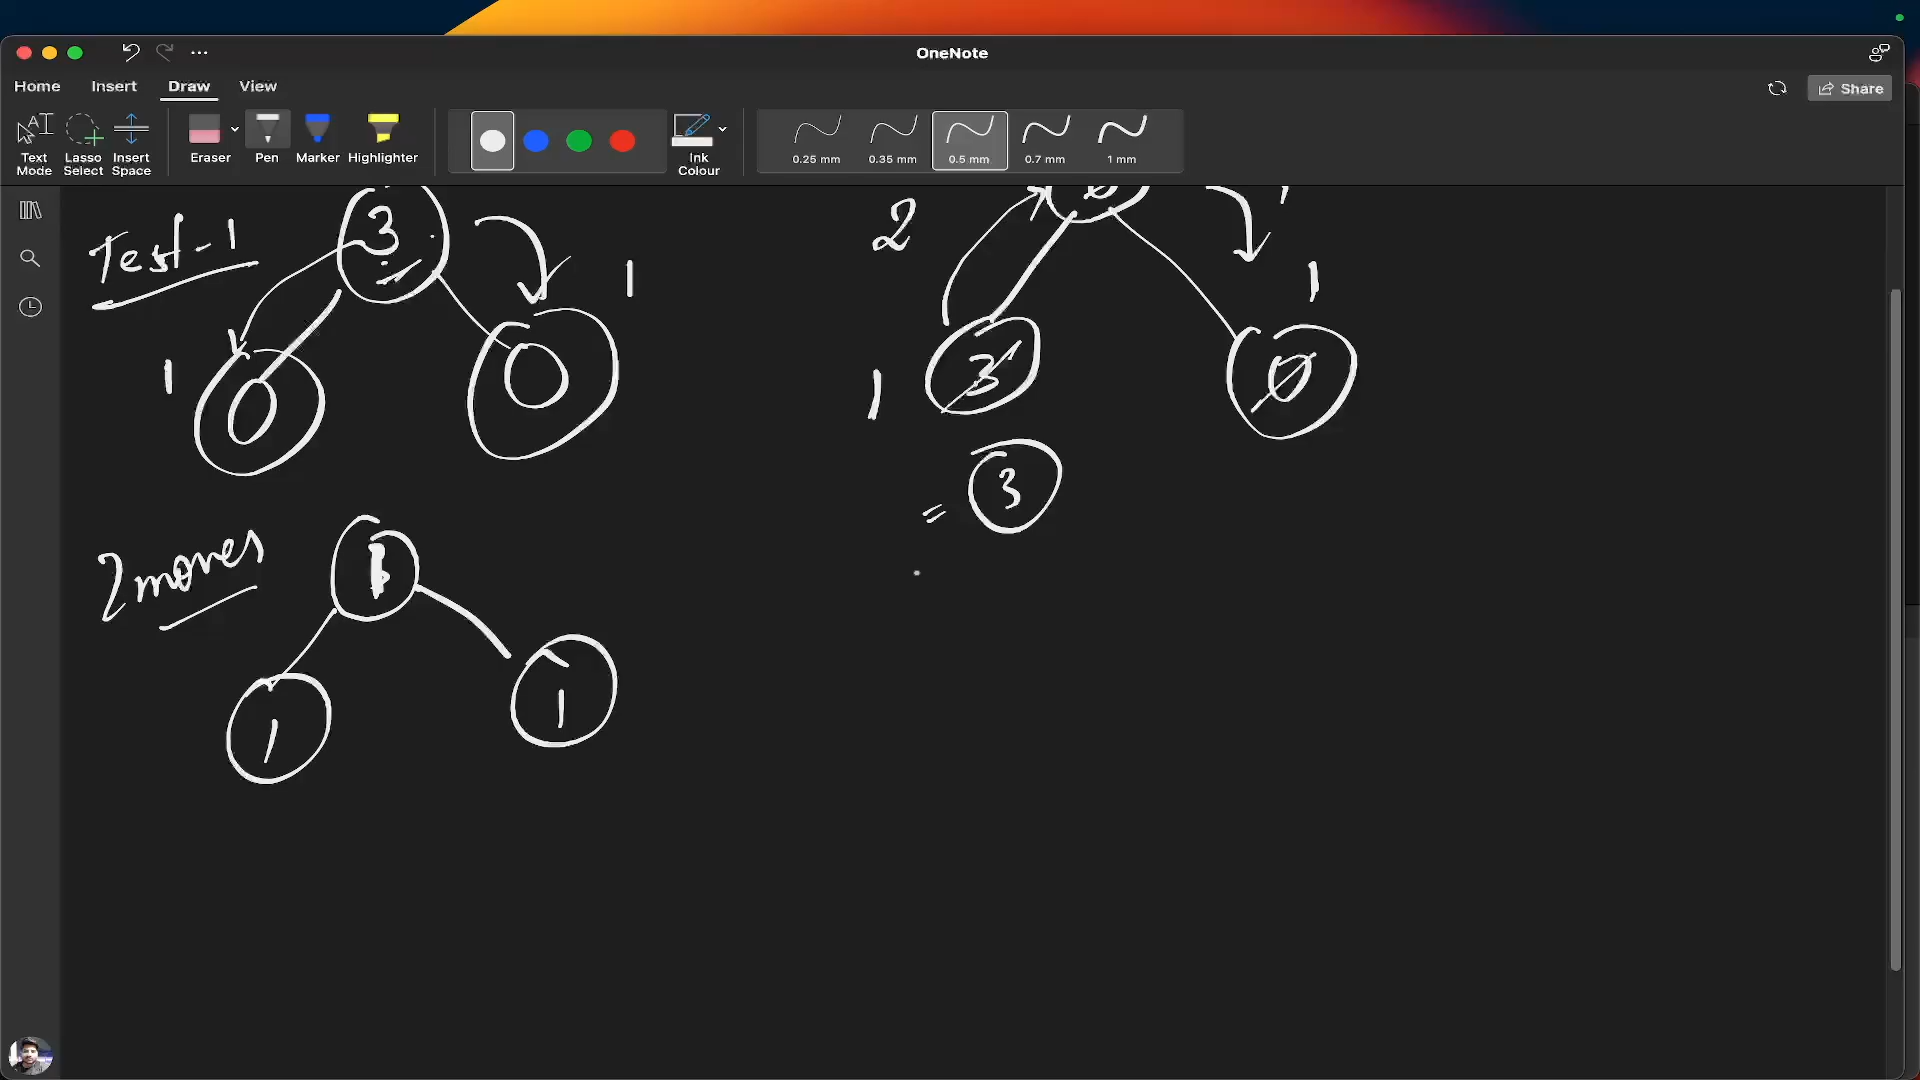 OneNote
Home Insert Draw View
Share
Text Mode
Lasso Select
Insert Space
Eraser
Pen
Marker
Highlighter
Ink Colour
0.25 mm
0.35 mm
0.5 mm
0.7 mm
1 mm
Test-1
3
1
1
0
0
2 moves
1
1
1
2
1
1
3
0
= 3